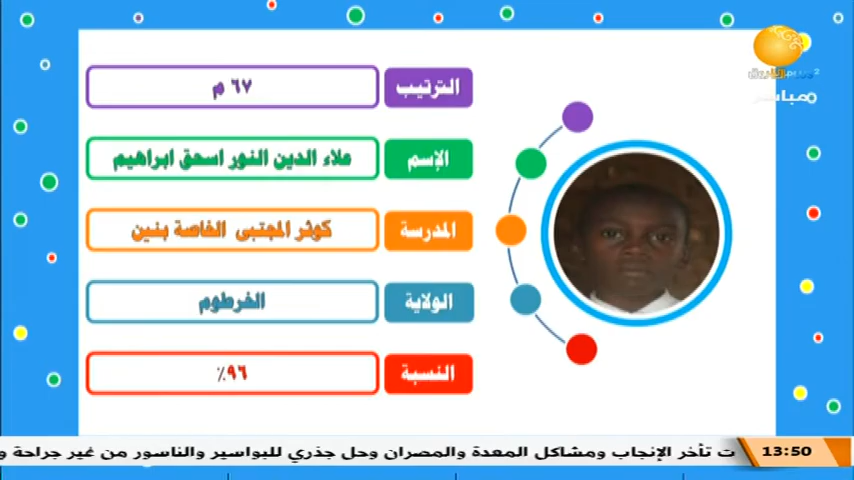 مباشر
الترتيب
٦٧ م
الإسم
علاء الدين النور اسحق ابراهيم
المدرسة
كوثر المجتبى الخاصة بنين
الولاية
الخرطوم
النسبة
٩٦٪
13:50
ت تأخر الإنجاب ومشاكل المعدة والمصران وحل جذري للبواسير والناسور من غير جراحة و